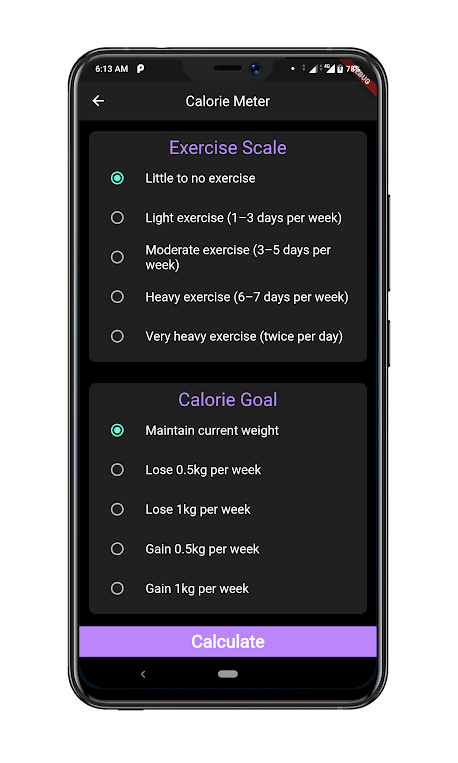 6:13 AM
78%
DEBUG
Calorie Meter
Exercise Scale
Little to no exercise
Light exercise (1–3 days per week)
Moderate exercise (3–5 days per
week)
Heavy exercise (6–7 days per week)
Very heavy exercise (twice per day)
Calorie Goal
Maintain current weight
Lose 0.5kg per week
Lose 1kg per week
Gain 0.5kg per week
Gain 1kg per week
Calculate